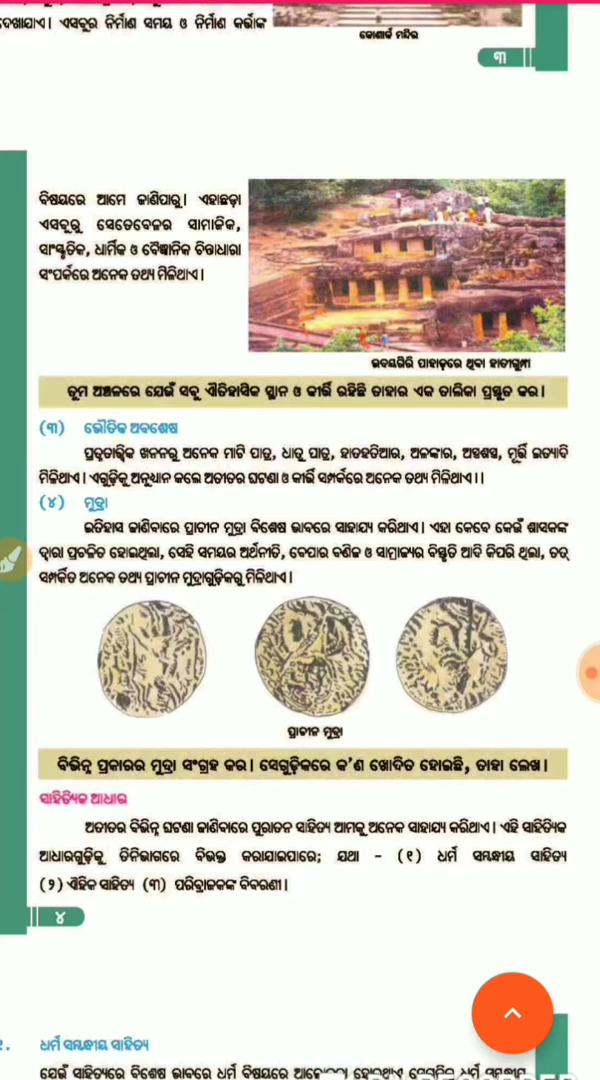 ଦେଖାଯାଏ। ଏସବୁର ନିର୍ମାଣ ସମୟ ଓ ନିର୍ମାଣ କର୍ତ୍ତାଙ୍କ
କୋଣାର୍କ ମନ୍ଦିର
୩
ବିଷୟରେ ଆମେ ଜାଣିପାରୁ। ଏହାଛଡ଼ା
ଏସବୁରୁ ସେତେବେଳର ସାମାଜିକ,
ସାଂସ୍କୃତିକ, ଧାର୍ମିକ ଓ ବୈଜ୍ଞାନିକ ଚିନ୍ତାଧାରା
ସଂପର୍କରେ ଅନେକ ତଥ୍ୟ ମିଳିଥାଏ।
ଉଦୟଗିରି ପାହାଡ଼ରେ ଥିବା ହାତୀଗୁମ୍ଫା
ତୁମ ଅଞ୍ଚଳରେ ଯେଉଁ ସବୁ ଐତିହାସିକ ସ୍ଥାନ ଓ କୀର୍ତ୍ତି ରହିଛି ତାହାର ଏକ ତାଲିକା ପ୍ରସ୍ତୁତ କର।
(୩) ଭୌତିକ ଅବଶେଷ
ପ୍ରତ୍ନତାତ୍ତ୍ୱିକ ଖନନରୁ ଅନେକ ମାଟି ପାତ୍ର, ଧାତୁ ପାତ୍ର, ହାତହତିଆର, ଅଳଙ୍କାର, ଅସ୍ତ୍ରଶସ୍ତ୍ର, ମୂର୍ତ୍ତି ଇତ୍ୟାଦି
ମିଳିଥାଏ। ଏଗୁଡ଼ିକୁ ଅନୁଧ୍ୟାନ କଲେ ଅତୀତର ଘଟଣା ଓ କୀର୍ତ୍ତି ସମ୍ପର୍କରେ ଅନେକ ତଥ୍ୟ ମିଳିଥାଏ।।
(୪) ମୁଦ୍ରା
ଇତିହାସ ଜାଣିବାରେ ପ୍ରାଚୀନ ମୁଦ୍ରା ବିଶେଷ ଭାବରେ ସାହାଯ୍ୟ କରିଥାଏ। ଏହା କେବେ କେଉଁ ଶାସକଙ୍କ
ଦ୍ୱାରା ପ୍ରଚଳିତ ହୋଇଥିଲା, ସେହି ସମୟର ଅର୍ଥନୀତି, ବେପାର ବଣିଜ ଓ ସାମ୍ରାଜ୍ୟର ବିସ୍ତୃତି ଆଦି କିପରି ଥିଲା, ତତ୍
ସମ୍ପର୍କିତ ଅନେକ ତଥ୍ୟ ପ୍ରାଚୀନ ମୁଦ୍ରାଗୁଡ଼ିକରୁ ମିଳିଥାଏ।
ପ୍ରାଚୀନ ମୁଦ୍ରା
ବିଭିନ୍ନ ପ୍ରକାରର ମୁଦ୍ରା ସଂଗ୍ରହ କର। ସେଗୁଡ଼ିକରେ କ'ଣ ଖୋଦିତ ହୋଇଛି, ତାହା ଲେଖ।
ସାହିତ୍ୟିକ ଆଧାର
ଅତୀତର ବିଭିନ୍ନ ଘଟଣା ଜାଣିବାରେ ପୁରାତନ ସାହିତ୍ୟ ଆମକୁ ଅନେକ ସାହାଯ୍ୟ କରିଥାଏ। ଏହି ସାହିତ୍ୟିକ
ଆଧାରଗୁଡ଼ିକୁ ତିନିଭାଗରେ ବିଭକ୍ତ କରାଯାଇପାରେ; ଯଥା - (୧) ଧର୍ମ ସମ୍ବନ୍ଧୀୟ ସାହିତ୍ୟ
(୨) ଐହିକ ସାହିତ୍ୟ (୩) ପରିବ୍ରାଜକଙ୍କ ବିବରଣୀ।
୪
୧. ଧର୍ମ ସମ୍ବନ୍ଧୀୟ ସାହିତ୍ୟ
ଯେଉଁ ସାହିତ୍ୟରେ ବିଶେଷ ଭାବରେ ଧର୍ମ ବିଷୟରେ